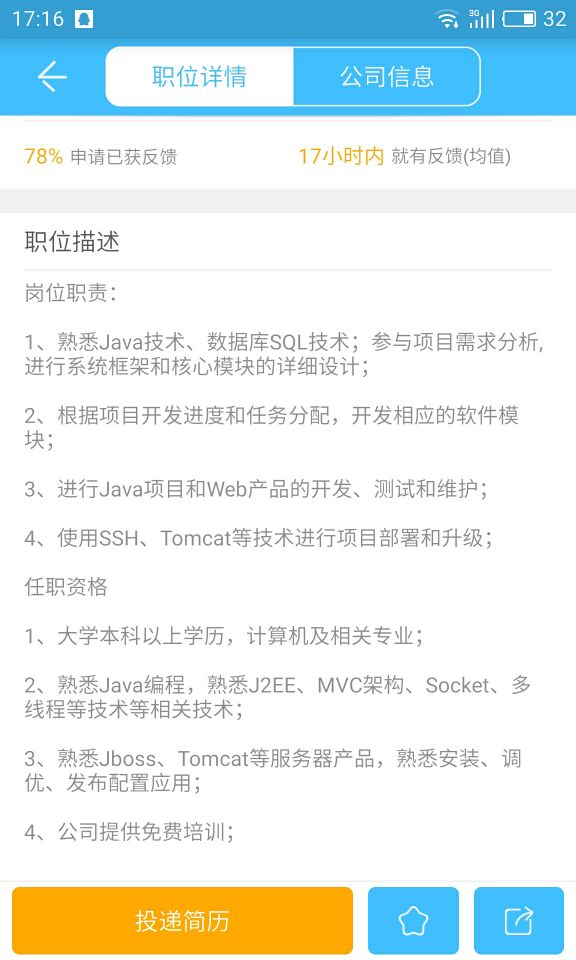 17:16 3G 32
职位详情 公司信息
78% 申请已获反馈 17小时内 就有反馈(均值)
职位描述
岗位职责：
1、熟悉Java技术、数据库SQL技术；参与项目需求分析,
进行系统框架和核心模块的详细设计；
2、根据项目开发进度和任务分配，开发相应的软件模
块；
3、进行Java项目和Web产品的开发、测试和维护；
4、使用SSH、Tomcat等技术进行项目部署和升级；
任职资格
1、大学本科以上学历，计算机及相关专业；
2、熟悉Java编程，熟悉J2EE、MVC架构、Socket、多
线程等技术等相关技术；
3、熟悉Jboss、Tomcat等服务器产品，熟悉安装、调
优、发布配置应用；
4、公司提供免费培训；
投递简历